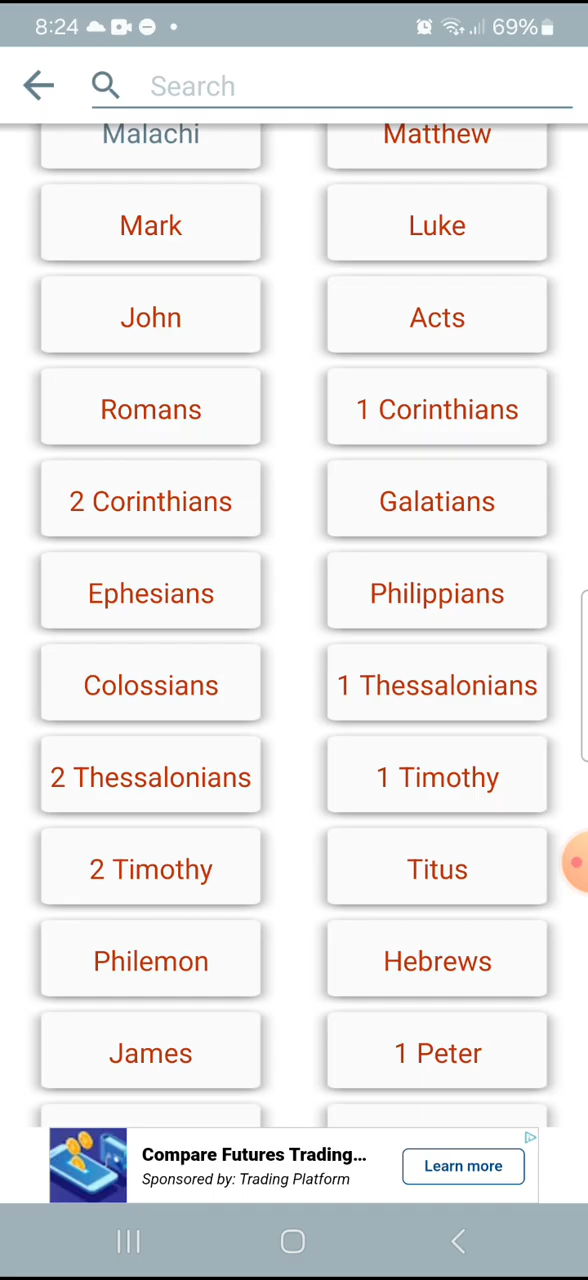 8:24 69%
Search
Malachi Matthew
Mark Luke
John Acts
Romans 1 Corinthians
2 Corinthians Galatians
Ephesians Philippians
Colossians 1 Thessalonians
2 Thessalonians 1 Timothy
2 Timothy Titus
Philemon Hebrews
James 1 Peter
Compare Futures Trading...
Sponsored by: Trading Platform
Learn more